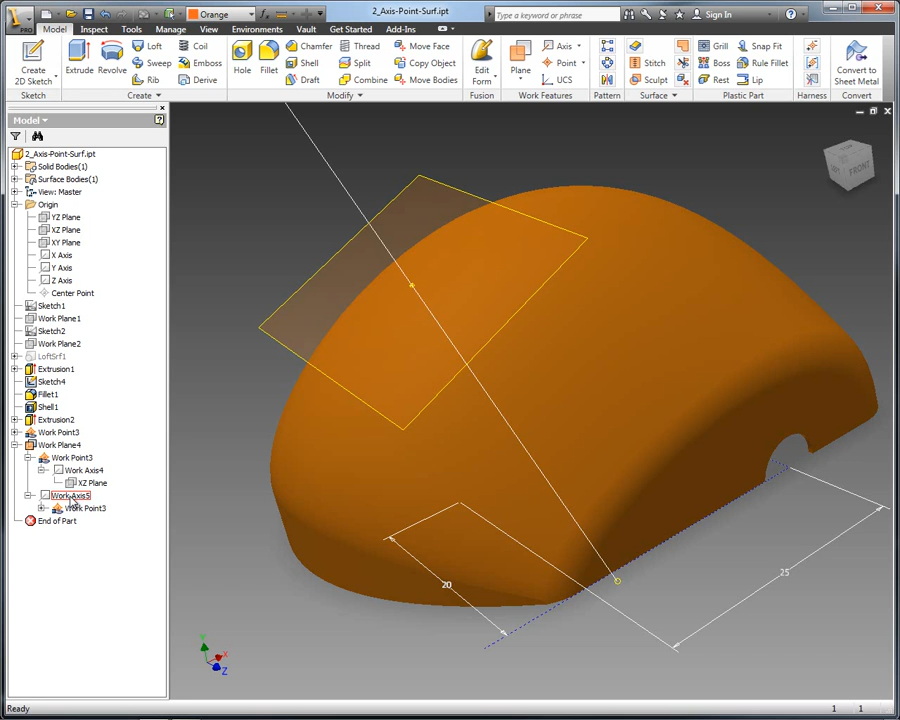 Orange
2_Axis-Point-Surf.ipt
Type a keyword or phrase
Sign In
PRO
Model Inspect Tools Manage View Environments Vault Get Started Add-Ins
Create
2D Sketch
Extrude
Revolve
Loft
Sweep
Rib
Coil
Emboss
Derive
Hole
Fillet
Chamfer
Shell
Draft
Thread
Split
Combine
Move Face
Copy Object
Move Bodies
Edit
Form
Plane
Axis
Point
UCS
Stitch
Sculpt
Grill
Boss
Rest
Snap Fit
Rule Fillet
Lip
Convert to
Sheet Metal
Sketch
Create
Modify
Fusion
Work Features
Pattern
Surface
Plastic Part
Harness
Convert
Model
2_Axis-Point-Surf.ipt
Solid Bodies(1)
Surface Bodies(1)
View: Master
Origin
YZ Plane
XZ Plane
XY Plane
X Axis
Y Axis
Z Axis
Center Point
Sketch1
Work Plane1
Sketch2
Work Plane2
LoftSrf1
Extrusion1
Sketch4
Fillet1
Shell1
Extrusion2
Work Point3
Work Plane4
Work Point3
Work Axis4
XZ Plane
Work Axis5
Work Point3
End of Part
TOP
FRONT
20
25
Y
X
Z
Ready
1 1